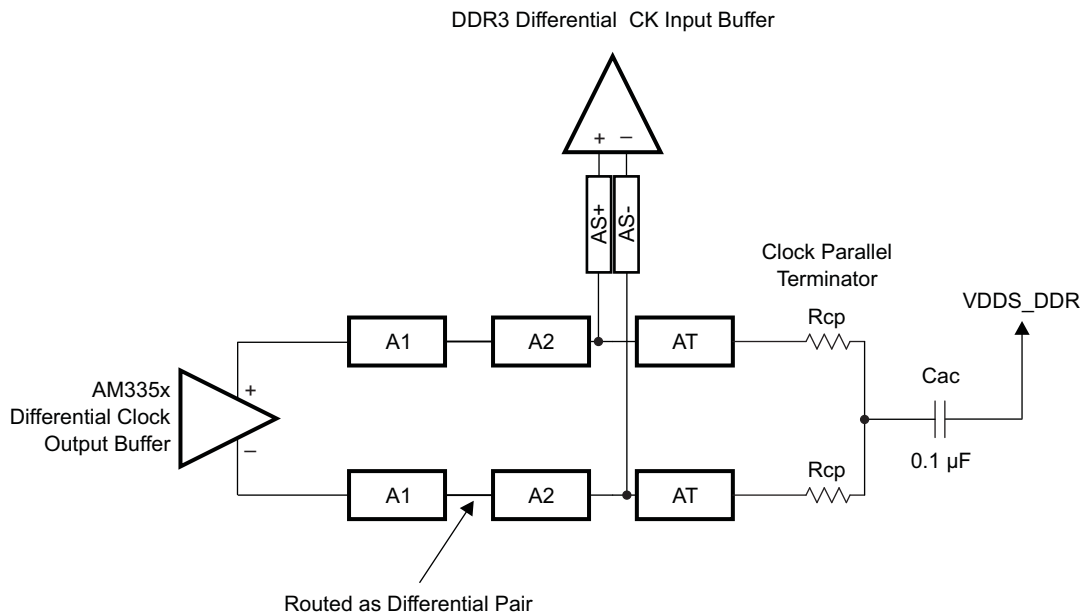 DDR3 Differential CK Input Buffer
+ −
AS+
AS-
Clock Parallel
Terminator
VDDS_DDR
Rcp
A1
A2
AT
Cac
AM335x
Differential Clock
Output Buffer
+
−
0.1 µF
Rcp
A1
A2
AT
Routed as Differential Pair